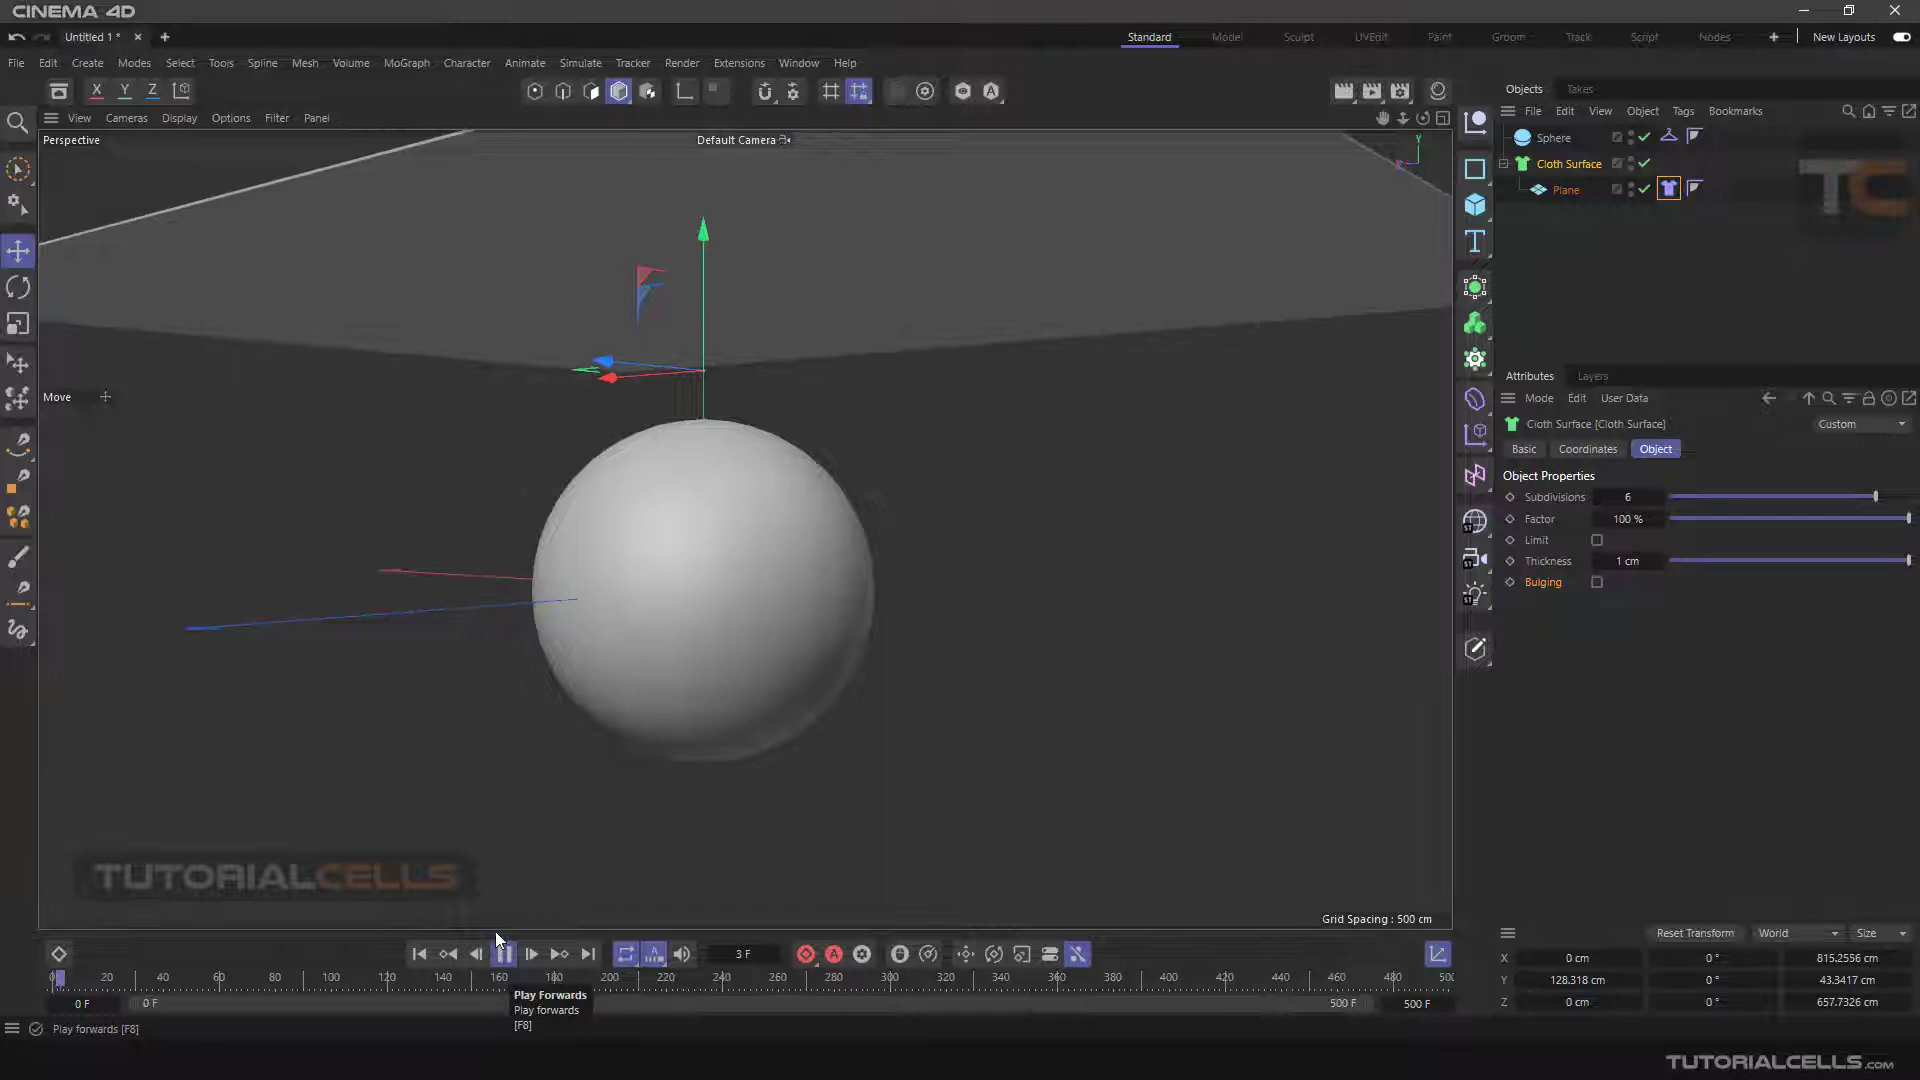 CINEMA 4D
Untitled 1 *
Standard Model Sculpt UVEdit Paint Groom Track Script Nodes New Layouts
File Edit Create Modes Select Tools Spline Mesh Volume MoGraph Character Animate Simulate Tracker Render Extensions Window Help
X Y Z
Objects Takes
File Edit View Object Tags Bookmarks
View Cameras Display Options Filter Panel
Perspective
Default Camera
Y
X
Sphere
Cloth Surface
Plane
TC
Move
Attributes Layers
Mode Edit User Data
Cloth Surface [Cloth Surface]
Custom
Basic Coordinates Object
Object Properties
Subdivisions 6
Factor 100 %
Limit
Thickness 1 cm
Bulging
ST
ST
ST
TUTORIALCELLS
Grid Spacing : 500 cm
3 F
0 20 40 60 80 100 120 140 160 180 200 220 240 260 280 300 320 340 360 380 400 420 440 460 480 500
0 F 0 F 500 F 500 F
Play Forwards
Play forwards
[F8]
Play forwards [F8]
Reset Transform World Size
X 0 cm 0 ° 815.2556 cm
Y 128.318 cm 0 ° 43.3417 cm
Z 0 cm 0 ° 657.7326 cm
TUTORIALCELLS.COM